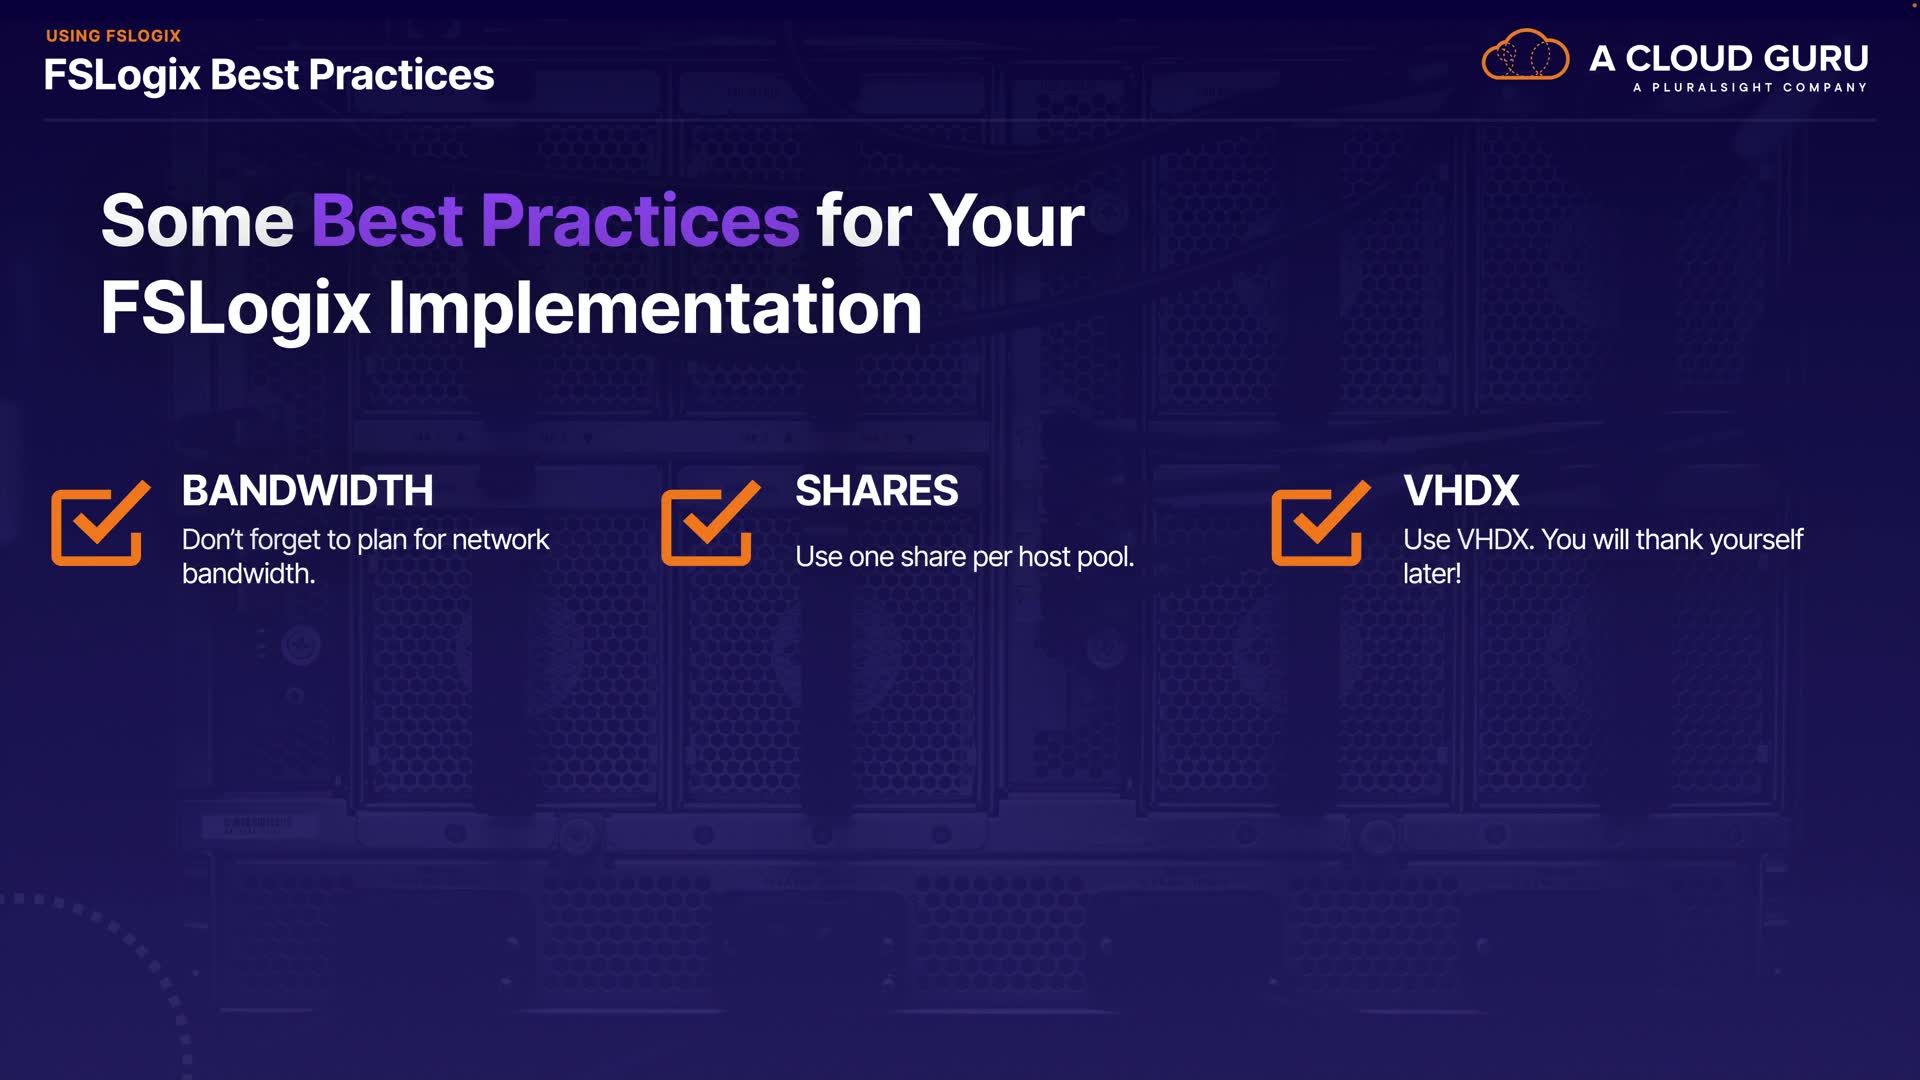 USING FSLOGIX
FSLogix Best Practices
A CLOUD GURU
A PLURALSIGHT COMPANY
Some Best Practices for Your
FSLogix Implementation
BANDWIDTH
Don't forget to plan for network
bandwidth.
SHARES
Use one share per host pool.
VHDX
Use VHDX. You will thank yourself
later!